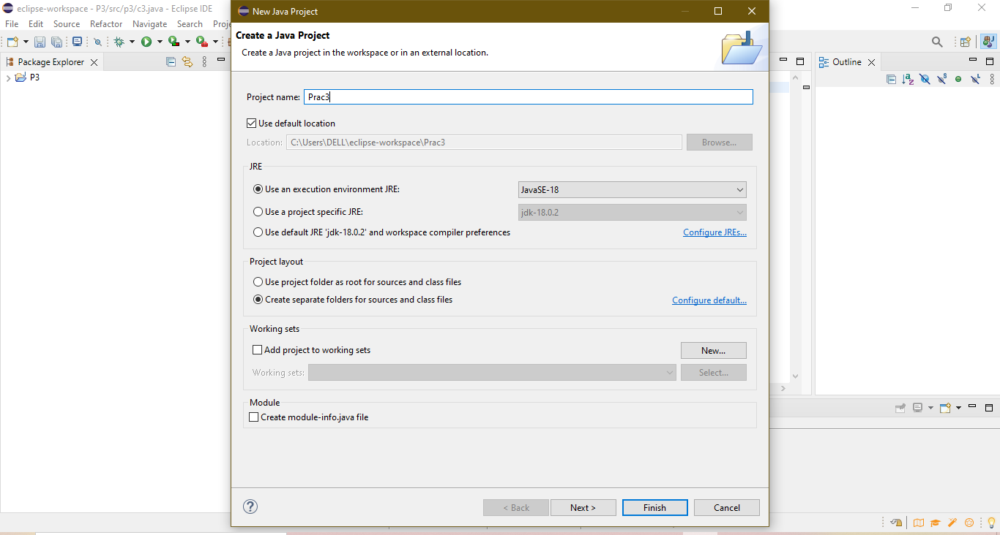 eclipse-workspace - P3/src/p3/c3.java - Eclipse IDE
File Edit Source Refactor Navigate Search Proje
Package Explorer
P3
New Java Project
Create a Java Project
Create a Java project in the workspace or in an external location.
Project name: Prac3
Use default location
Location: C:\Users\DELL\eclipse-workspace\Prac3 Browse...
JRE
Use an execution environment JRE: JavaSE-18
Use a project specific JRE: jdk-18.0.2
Use default JRE 'jdk-18.0.2' and workspace compiler preferences Configure JREs...
Project layout
Use project folder as root for sources and class files
Create separate folders for sources and class files Configure default...
Working sets
Add project to working sets New...
Working sets: Select...
Module
Create module-info.java file
< Back Next > Finish Cancel
Outline